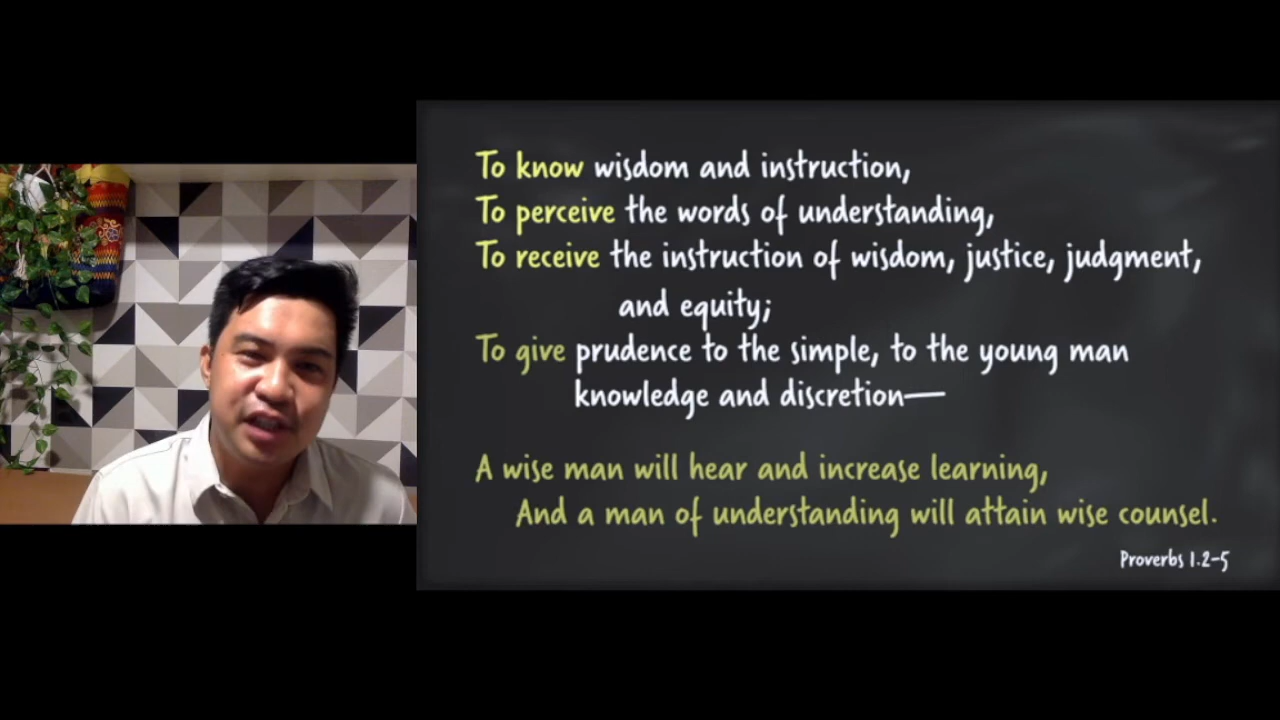 To know wisdom and instruction,
To perceive the words of understanding,
To receive the instruction of wisdom, justice, judgment,
and equity;
To give prudence to the simple, to the young man
knowledge and discretion—
A wise man will hear and increase learning,
And a man of understanding will attain wise counsel.
Proverbs 1.2-5